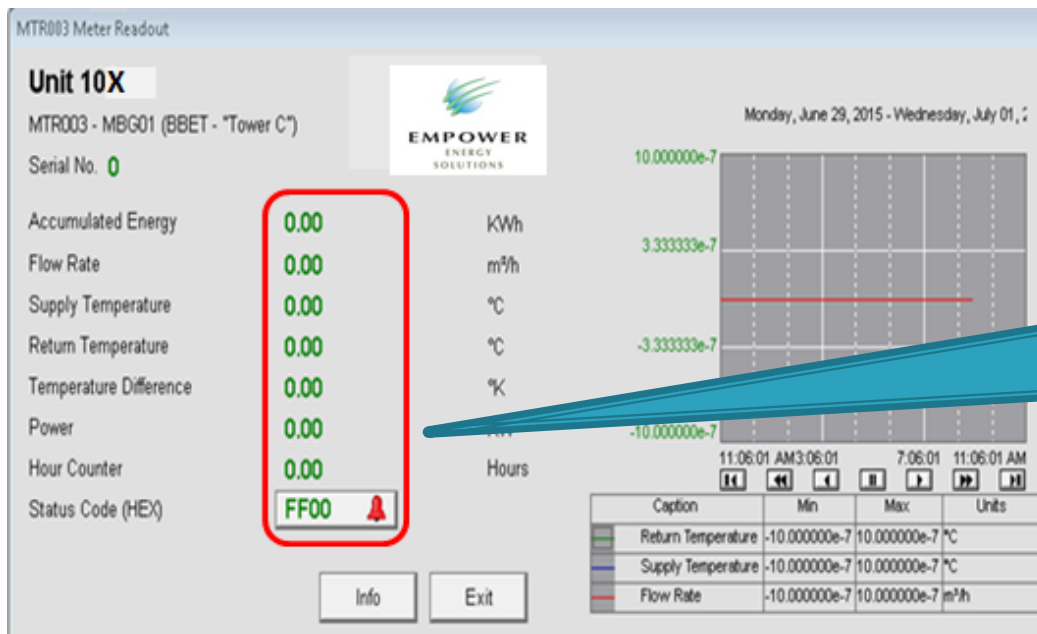 MTR003 Meter Readout
Unit 10X
MTR003 - MBG01 (BBET - "Tower C")
Serial No. 0
EMPOWER
ENERGY
SOLUTIONS
Accumulated Energy 0.00 KWh
Flow Rate 0.00 m³/h
Supply Temperature 0.00 °C
Return Temperature 0.00 °C
Temperature Difference 0.00 °K
Power 0.00
Hour Counter 0.00 Hours
Status Code (HEX) FF00
Info Exit
Monday, June 29, 2015 - Wednesday, July 01,
10.000000e-7
3.333333e-7
-3.333333e-7
-10.000000e-7
11:06:01 AM 3:06:01 7:06:01 11:06:01 AM
Caption Min Max Units
Return Temperature -10.000000e-7 10.000000e-7 °C
Supply Temperature -10.000000e-7 10.000000e-7 °C
Flow Rate -10.000000e-7 10.000000e-7 m³/h